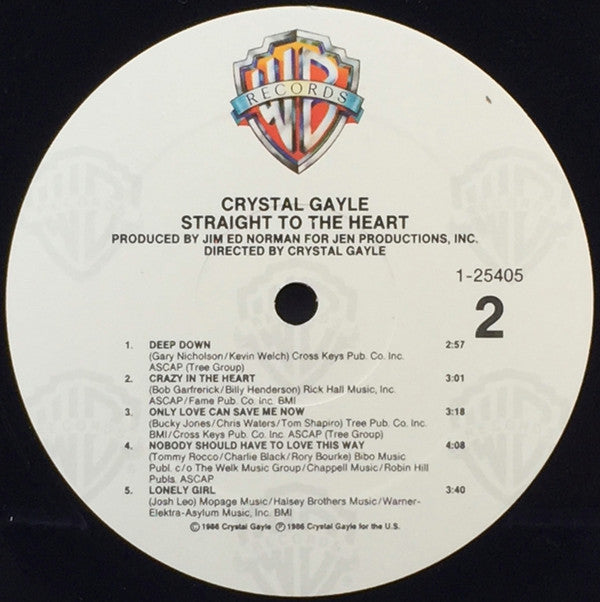 WB
RECORDS
CRYSTAL GAYLE
STRAIGHT TO THE HEART
PRODUCED BY JIM ED NORMAN FOR JEN PRODUCTIONS, INC.
DIRECTED BY CRYSTAL GAYLE
1-25405
2
1. DEEP DOWN 2:57
(Gary Nicholson/Kevin Welch) Cross Keys Pub. Co. Inc.
ASCAP (Tree Group)
2. CRAZY IN THE HEART 3:01
(Bob Garfrerick/Billy Henderson) Rick Hall Music, Inc.
ASCAP/Fame Pub. Co. Inc. BMI
3. ONLY LOVE CAN SAVE ME NOW 3:18
(Bucky Jones/Chris Waters/Tom Shapiro) Tree Pub. Co. Inc.
BMI/Cross Keys Pub. Co. Inc. ASCAP (Tree Group)
4. NOBODY SHOULD HAVE TO LOVE THIS WAY 4:08
(Tommy Rocco/Charlie Black/Rory Bourke) Bibo Music
Publ. c/o The Welk Music Group/Chappell Music/Robin Hill
Publs. ASCAP
5. LONELY GIRL 3:40
(Josh Leo) Mopage Music/Halsey Brothers Music/Warner-
Elektra-Asylum Music, Inc. BMI
©1986 Crystal Gayle ℗1986 Crystal Gayle for the U.S.